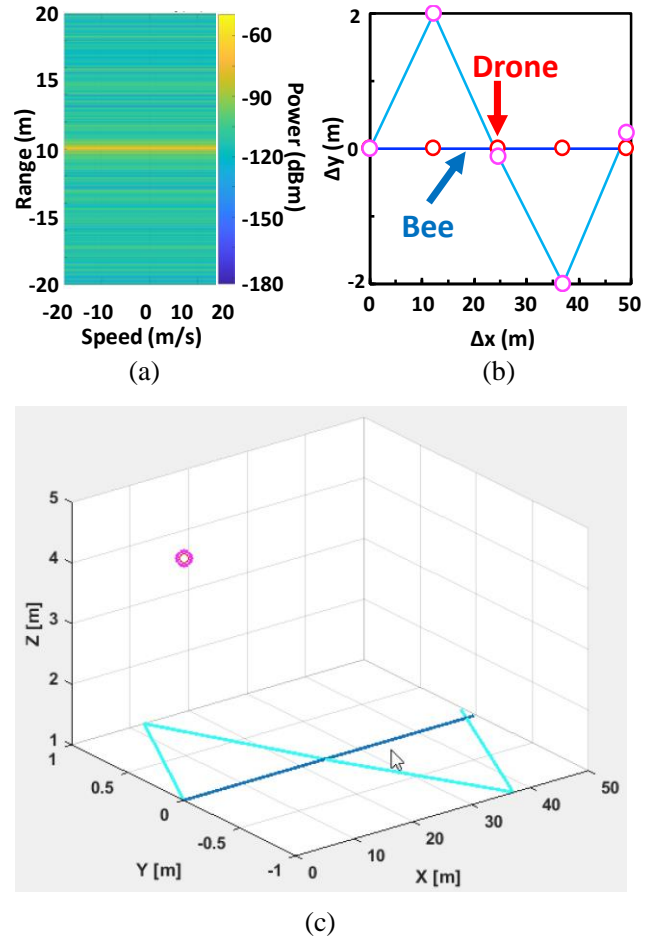 20
15
10
-15
-20
Range (m)
-20 -10 0 10 20
Speed (m/s)
-60
-90
-120
-150
-180
Power (dBm)
(a)
2
0
-2
Δy (m)
Drone
Bee
0 10 20 30 40 50
Δx (m)
(b)
5
4
3
2
1
Z [m]
1
0.5
0
-0.5
-1
Y [m]
0
10
20
30
40
50
X [m]
(c)